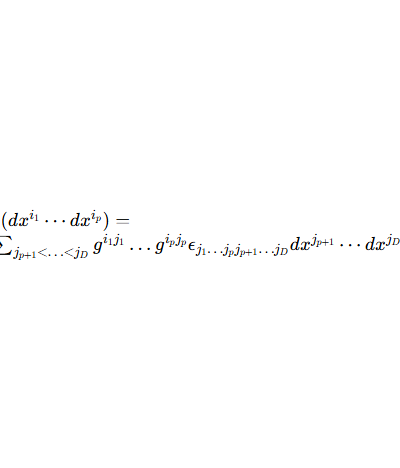 (dx^{i_1} ⋯ dx^{i_p}) =
∑_{j_{p+1}<…<j_D} g^{i_1 j_1} … g^{i_p j_p} ϵ_{j_1…j_p j_{p+1}…j_D} dx^{j_{p+1}} ⋯ dx^{j_D}